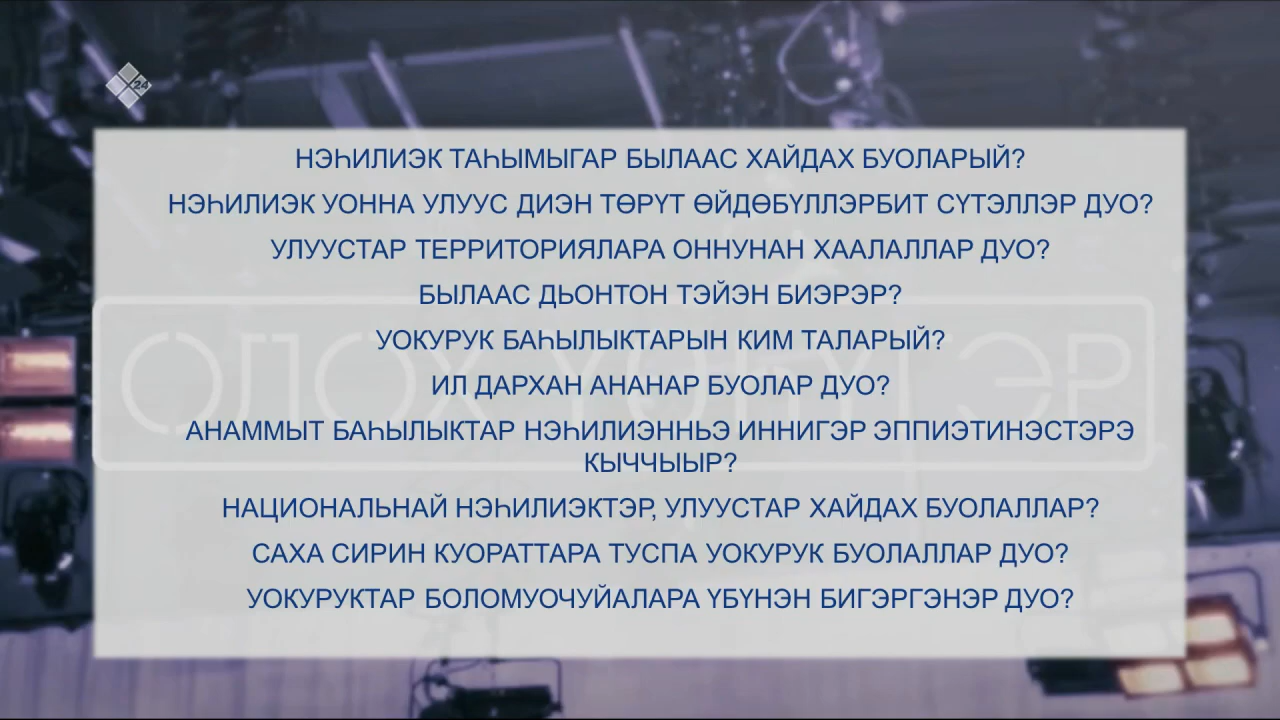 24
НЭҺИЛИЭК ТАҺЫМЫГАР БЫЛААС ХАЙДАХ БУОЛАРЫЙ?
НЭҺИЛИЭК УОННА УЛУУС ДИЭН ТӨРҮТ ӨЙДӨБҮЛЛЭРБИТ СҮТЭЛЛЭР ДУО?
УЛУУСТАР ТЕРРИТОРИЯЛАРА ОННУНАН ХААЛАЛЛАР ДУО?
БЫЛААС ДЬОНТОН ТЭЙЭН БИЭРЭР?
УОКУРУК БАҺЫЛЫКТАРЫН КИМ ТАЛАРЫЙ?
ИЛ ДАРХАН АНАНАР БУОЛАР ДУО?
АНАММЫТ БАҺЫЛЫКТАР НЭҺИЛИЭННЬЭ ИННИГЭР ЭППИЭТИНЭСТЭРЭ
КЫЧЧЫЫР?
НАЦИОНАЛЬНАЙ НЭҺИЛИЭКТЭР, УЛУУСТАР ХАЙДАХ БУОЛАЛЛАР?
САХА СИРИН КУОРАТТАРА ТУСПА УОКУРУК БУОЛАЛЛАР ДУО?
УОКУРУКТАР БОЛОМУОЧУЙАЛАРА ҮБҮНЭН БИГЭРГЭНЭР ДУО?